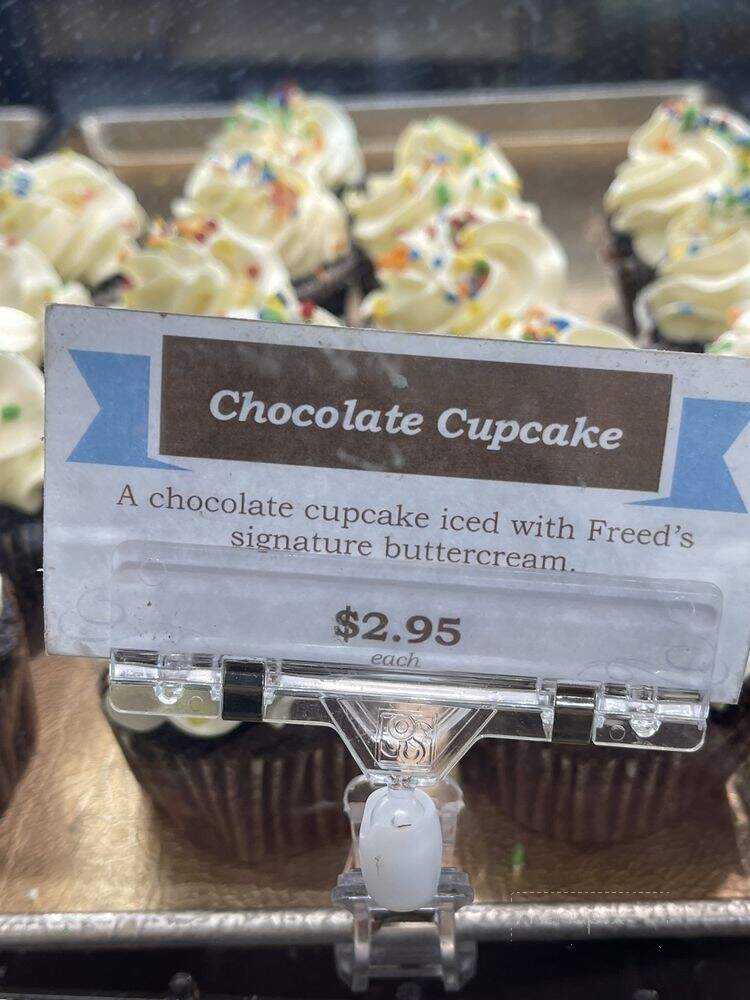 Chocolate Cupcake
A chocolate cupcake iced with Freed's
signature buttercream.
$2.95
each